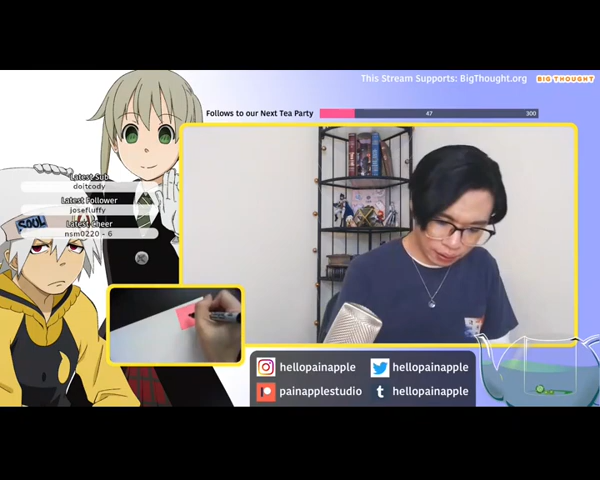 This Stream Supports: BigThought.org
BIG THOUGHT
Follows to our Next Tea Party
47
300
Latest Sub
doitcody
Latest Follower
josefluffy
Latest Cheer
nsm0220 - 6
SOUL
hellopainapple
hellopainapple
painapplestudio
hellopainapple